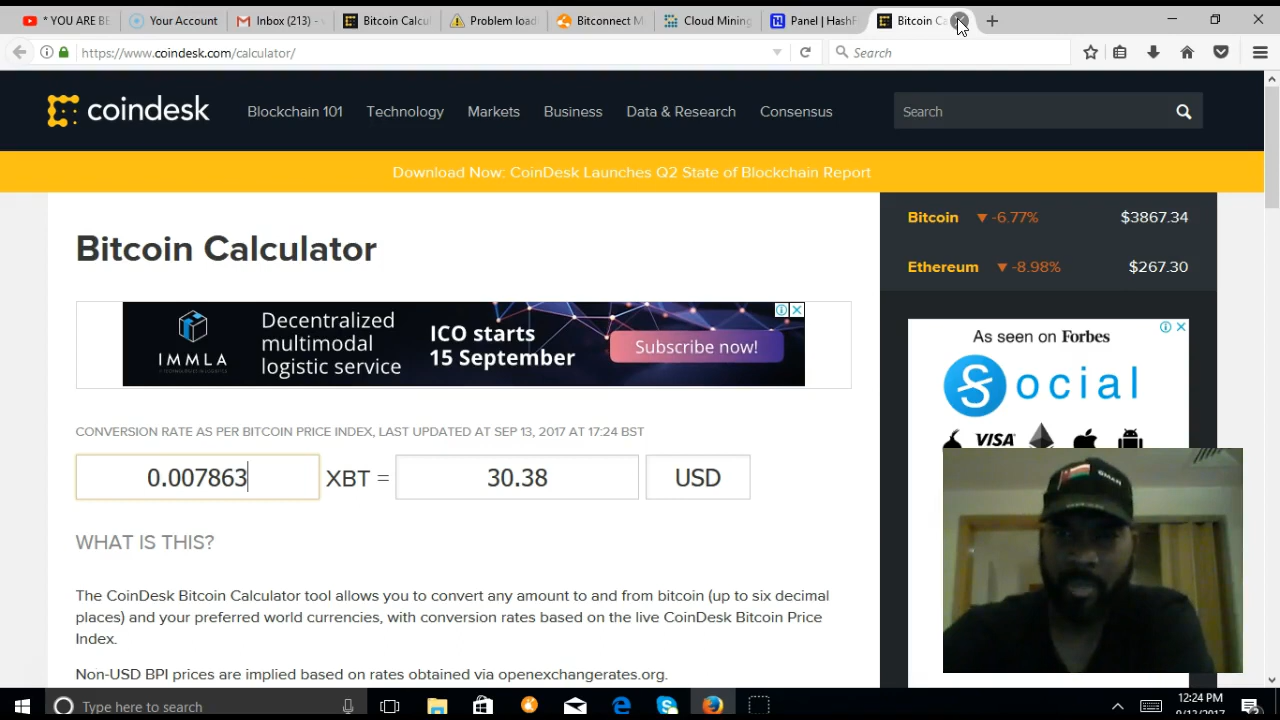 * YOU ARE BE
Your Account
Inbox (213) -
Bitcoin Calcul
Problem load
Bitconnect M
Cloud Mining
Panel | HashF
Bitcoin Ca
https://www.coindesk.com/calculator/
Search
coindesk
Blockchain 101
Technology
Markets
Business
Data & Research
Consensus
Search
Download Now: CoinDesk Launches Q2 State of Blockchain Report
Bitcoin -6.77% $3867.34
Ethereum -8.98% $267.30
Bitcoin Calculator
IMMLA
Decentralized
multimodal
logistic service
ICO starts
15 September
Subscribe now!
As seen on Forbes
Social
VISA
CONVERSION RATE AS PER BITCOIN PRICE INDEX, LAST UPDATED AT SEP 13, 2017 AT 17:24 BST
0.007863 XBT = 30.38 USD
WHAT IS THIS?
The CoinDesk Bitcoin Calculator tool allows you to convert any amount to and from bitcoin (up to six decimal
places) and your preferred world currencies, with conversion rates based on the live CoinDesk Bitcoin Price
Index.
Non-USD BPI prices are implied based on rates obtained via openexchangerates.org.
OMAN
Type here to search
12:24 PM
9/13/2017